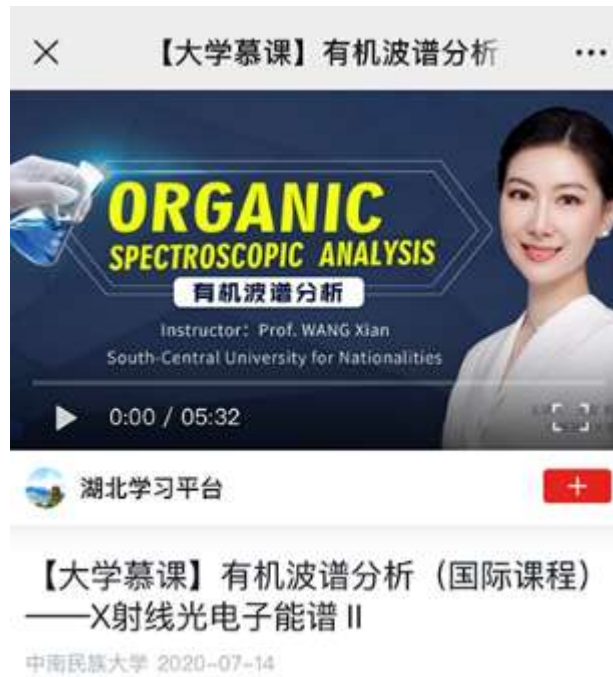 【大学慕课】有机波谱分析
ORGANIC
SPECTROSCOPIC ANALYSIS
有机波谱分析
Instructor: Prof. WANG Xian
South-Central University for Nationalities
0:00 / 05:32
湖北学习平台
【大学慕课】有机波谱分析（国际课程）
——X射线光电子能谱 II
中南民族大学 2020-07-14